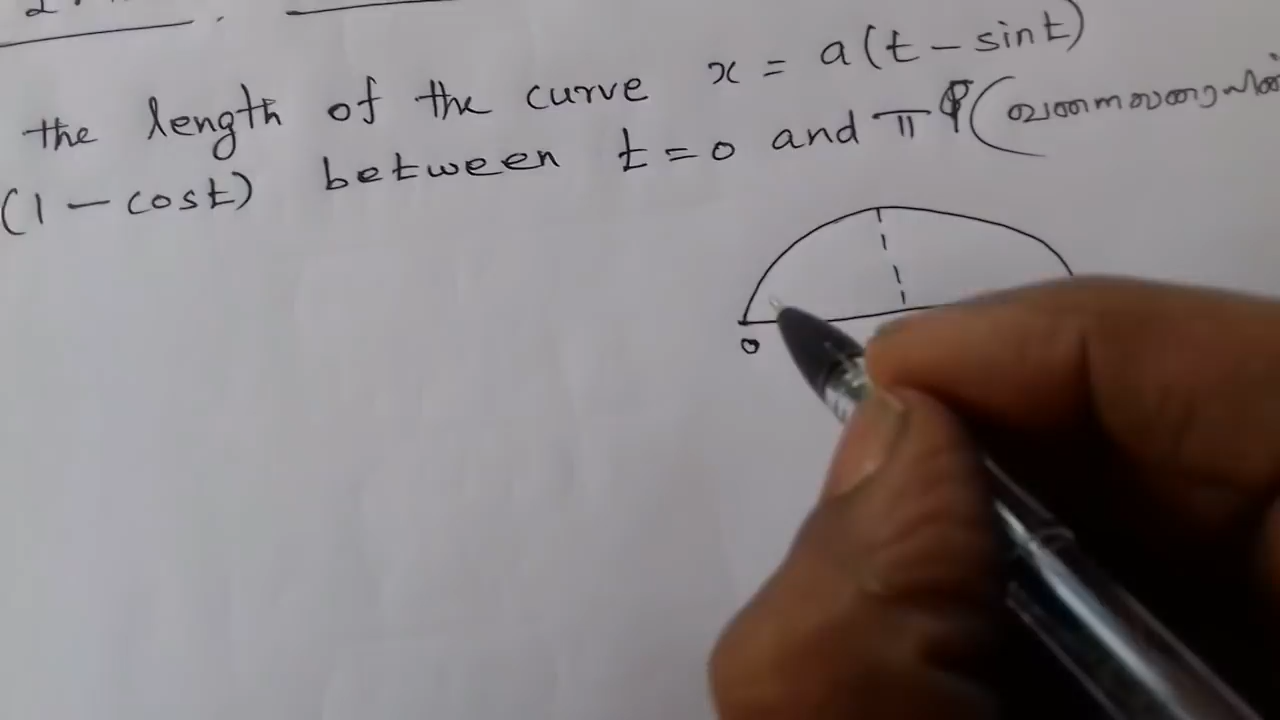 the length of the curve x = a(t - sint)
(1 - cost) between t = 0 and π
0